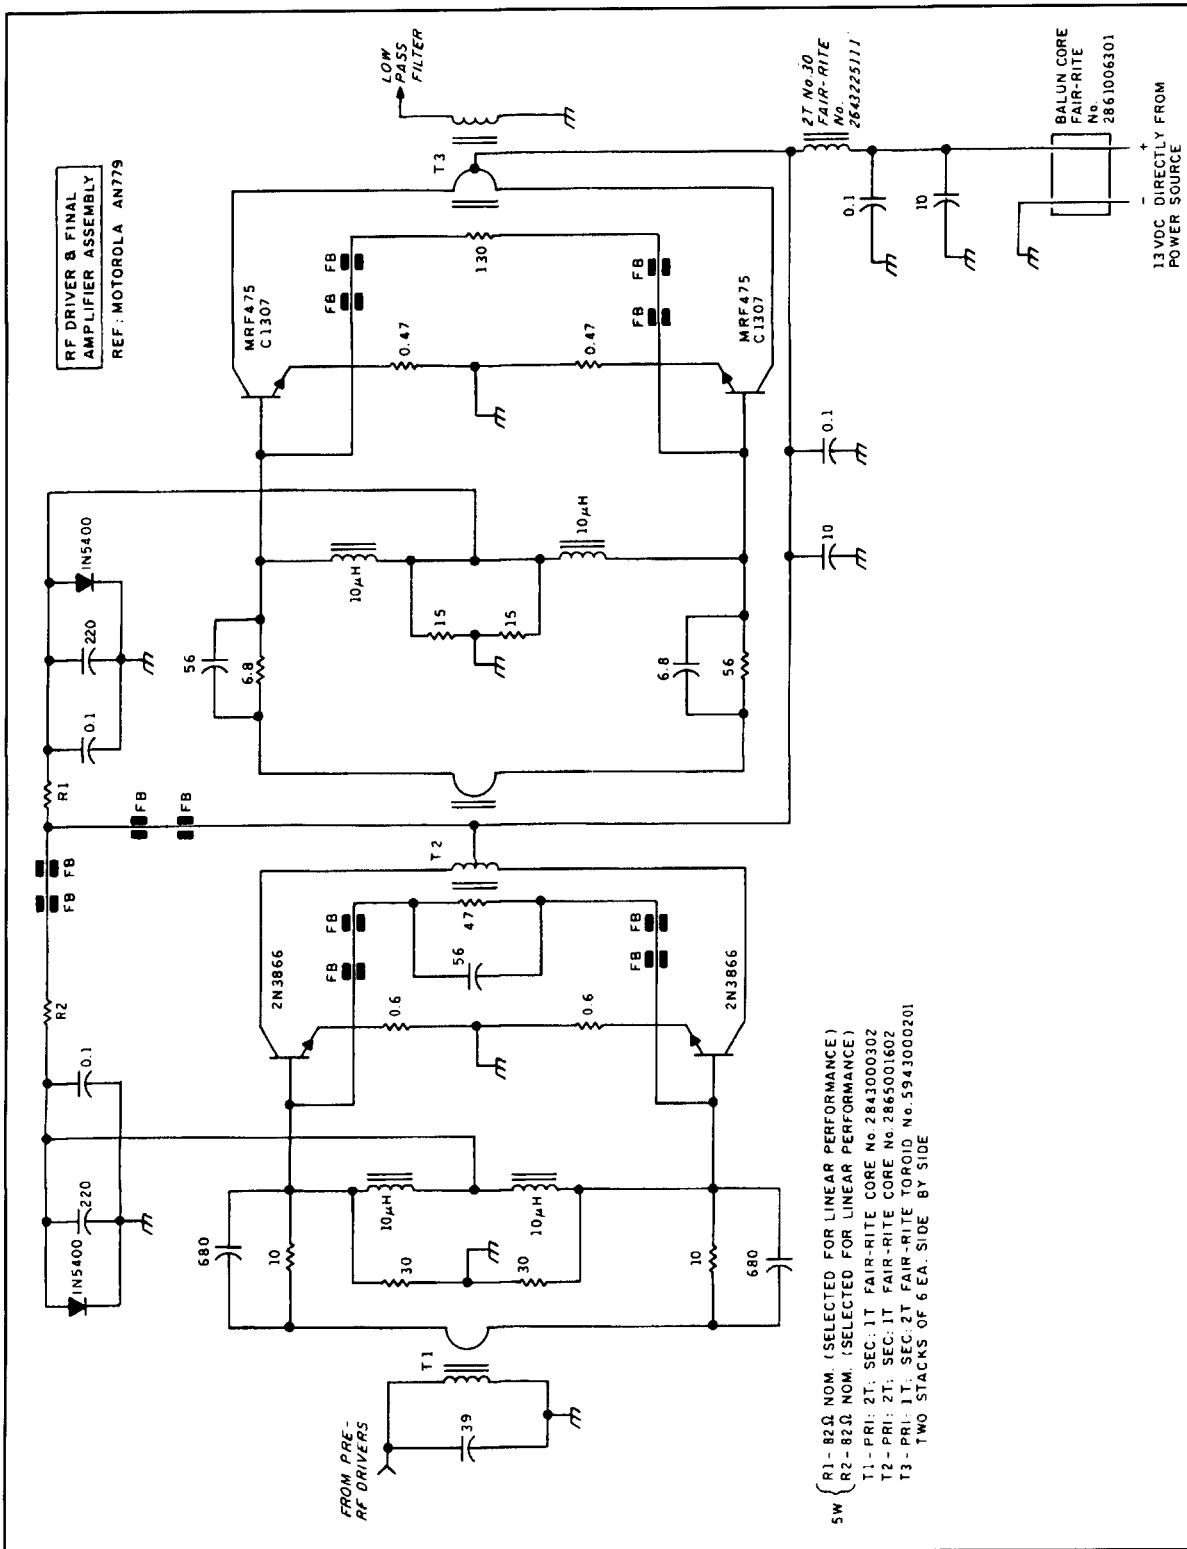 RF DRIVER & FINAL
AMPLIFIER ASSEMBLY
REF: MOTOROLA AN779
R2
FB
FB
R1
FB
FB
1N5400
220
0.1
0.1
220
1N5400
FROM PRE-
RF DRIVERS
39
T1
680
10
30
30
10
680
10µH
10µH
2N3866
0.6
0.6
2N3866
FB
FB
56
47
FB
FB
T2
56
6.8
6.8
56
15
15
10µH
10µH
MRF475
C1307
0.47
0.47
MRF475
C1307
FB
FB
130
FB
FB
T3
LOW
PASS
FILTER
10
0.1
2T No.30
FAIR-RITE
No.
2643225111
0.1
10
BALUN CORE
FAIR-RITE
No.
2861006301
- +
13VDC DIRECTLY FROM
POWER SOURCE
5W { R1 - 82Ω NOM. (SELECTED FOR LINEAR PERFORMANCE)
R2 - 82Ω NOM. (SELECTED FOR LINEAR PERFORMANCE)
T1 - PRI: 2T; SEC: 1T FAIR-RITE CORE No. 2843000302
T2 - PRI: 2T; SEC: 1T FAIR-RITE CORE No. 2865001602
T3 - PRI: 1T; SEC: 2T FAIR-RITE TOROID No. 5943000201
TWO STACKS OF 6 EA. SIDE BY SIDE